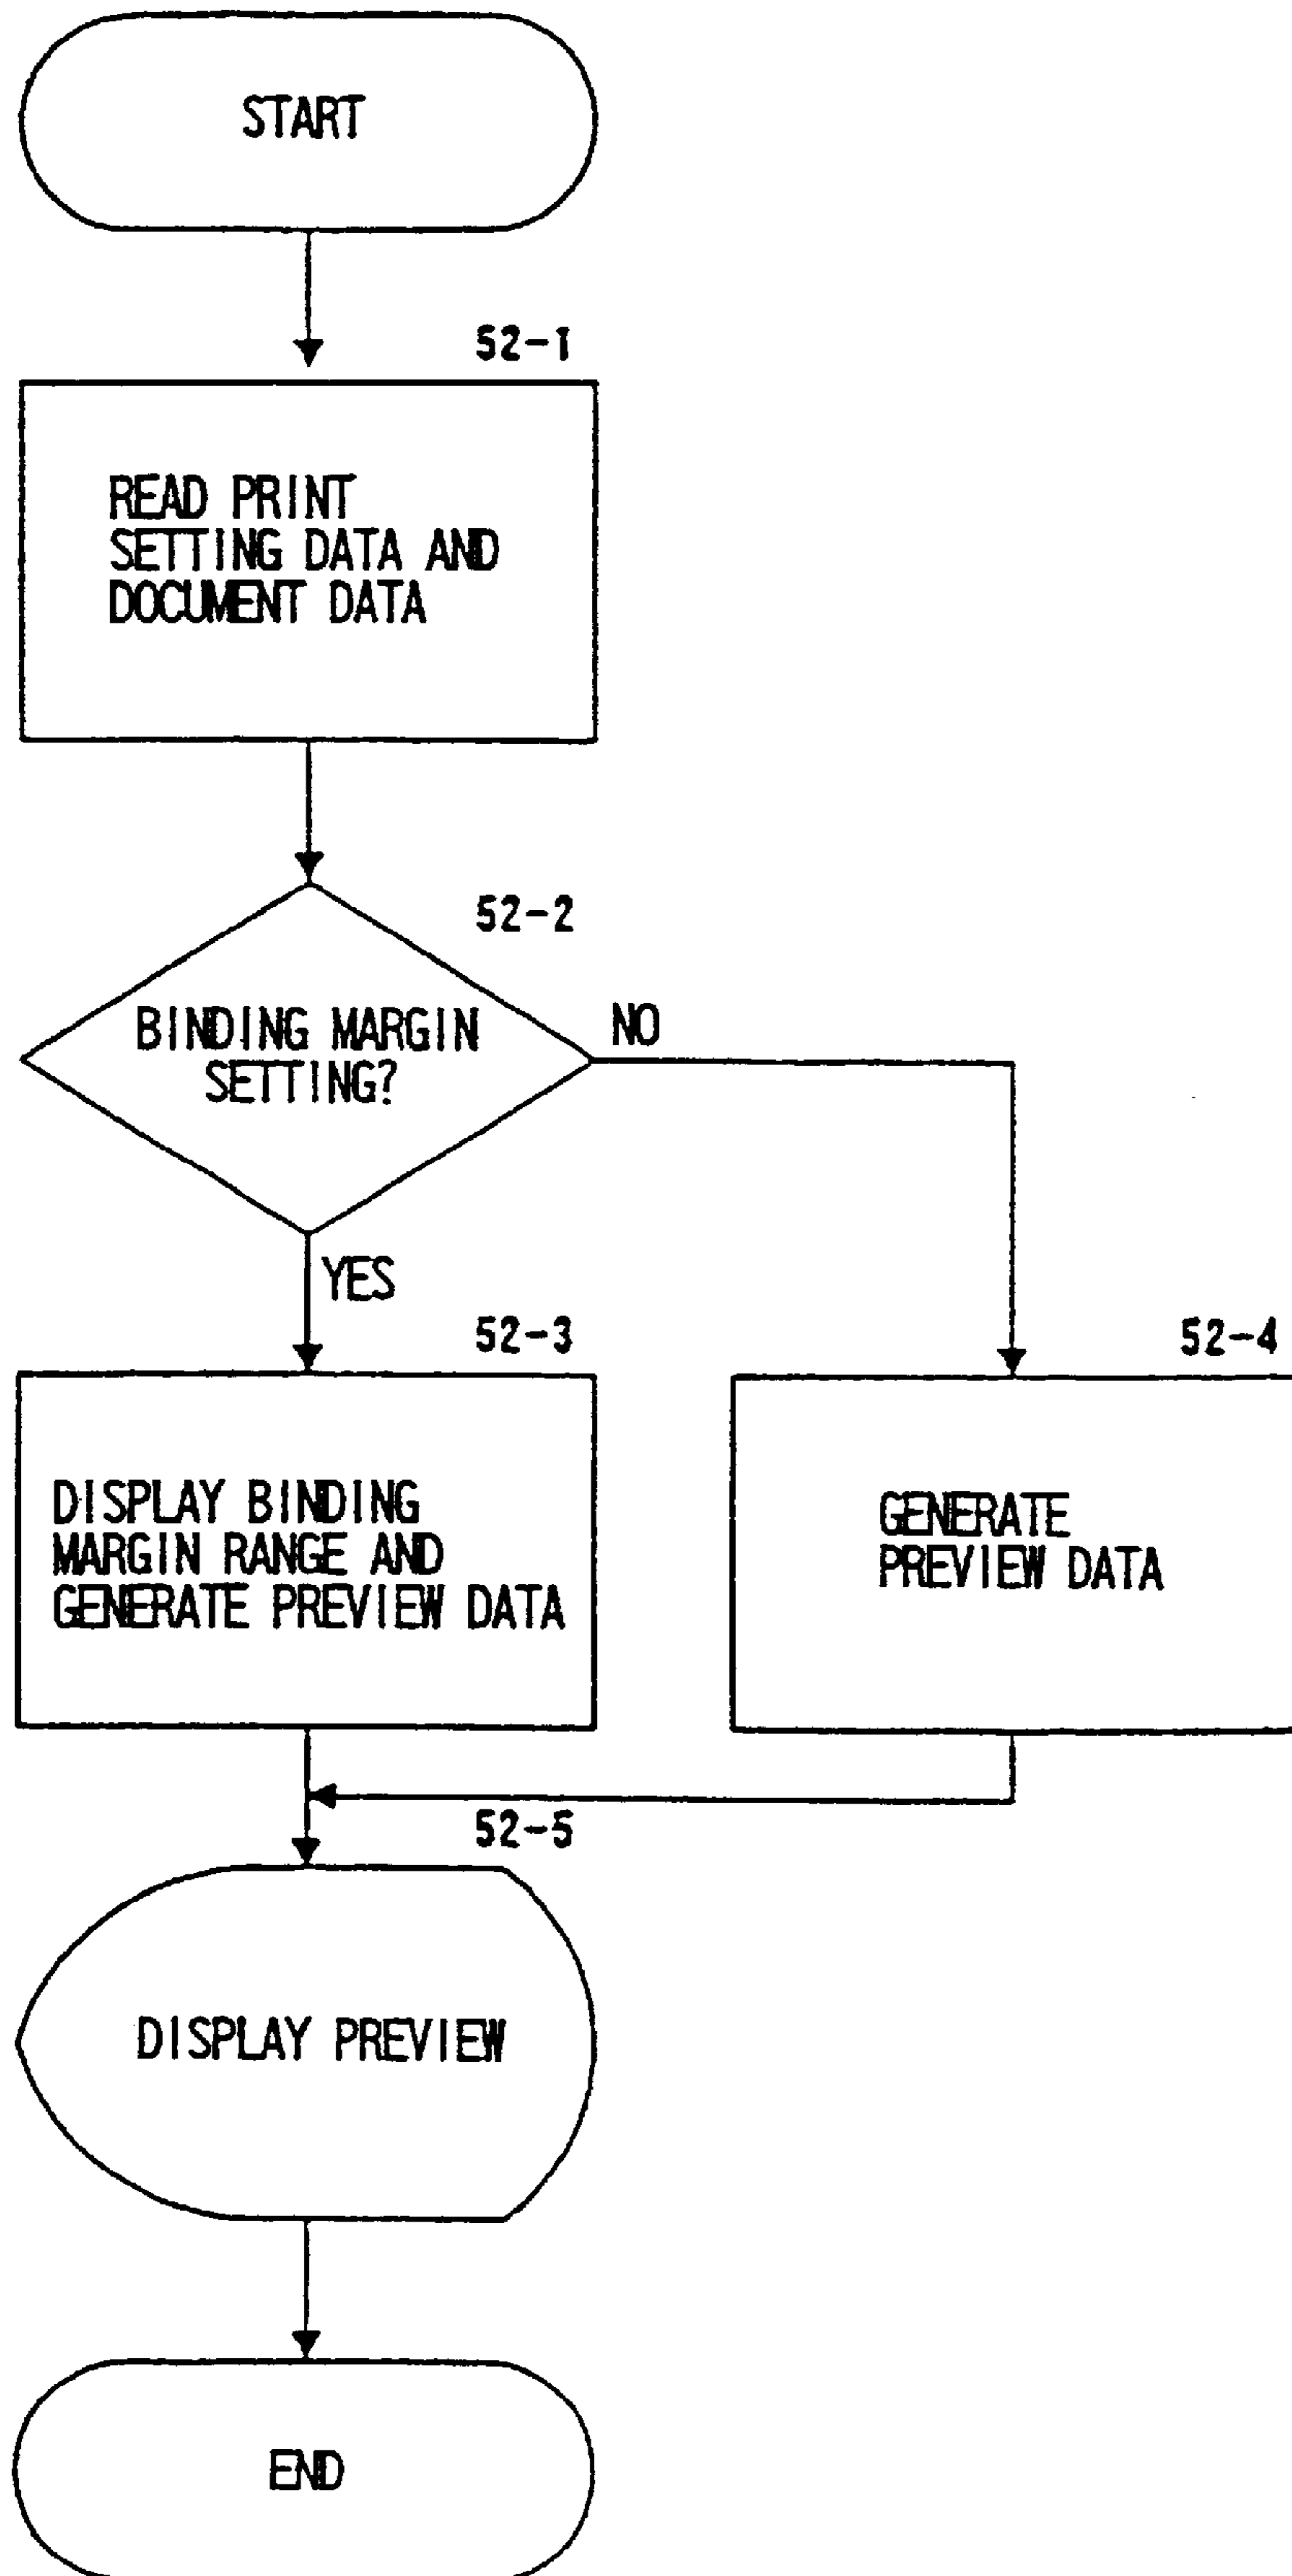 START
52-1
READ PRINT
SETTING DATA AND
DOCUMENT DATA
52-2
BINDING MARGIN
SETTING?
NO
YES
52-3
DISPLAY BINDING
MARGIN RANGE AND
GENERATE PREVIEW DATA
52-4
GENERATE
PREVIEW DATA
52-5
DISPLAY PREVIEW
END